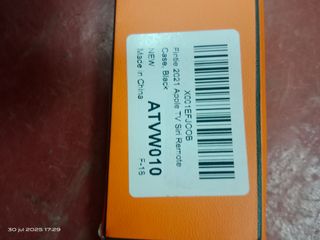 X001EFJOOB
Fintie 2021 Apple TV Siri Remote
Case, Black
NEW
Made in China
ATVW010
F-16
30 jul 2025 17:29